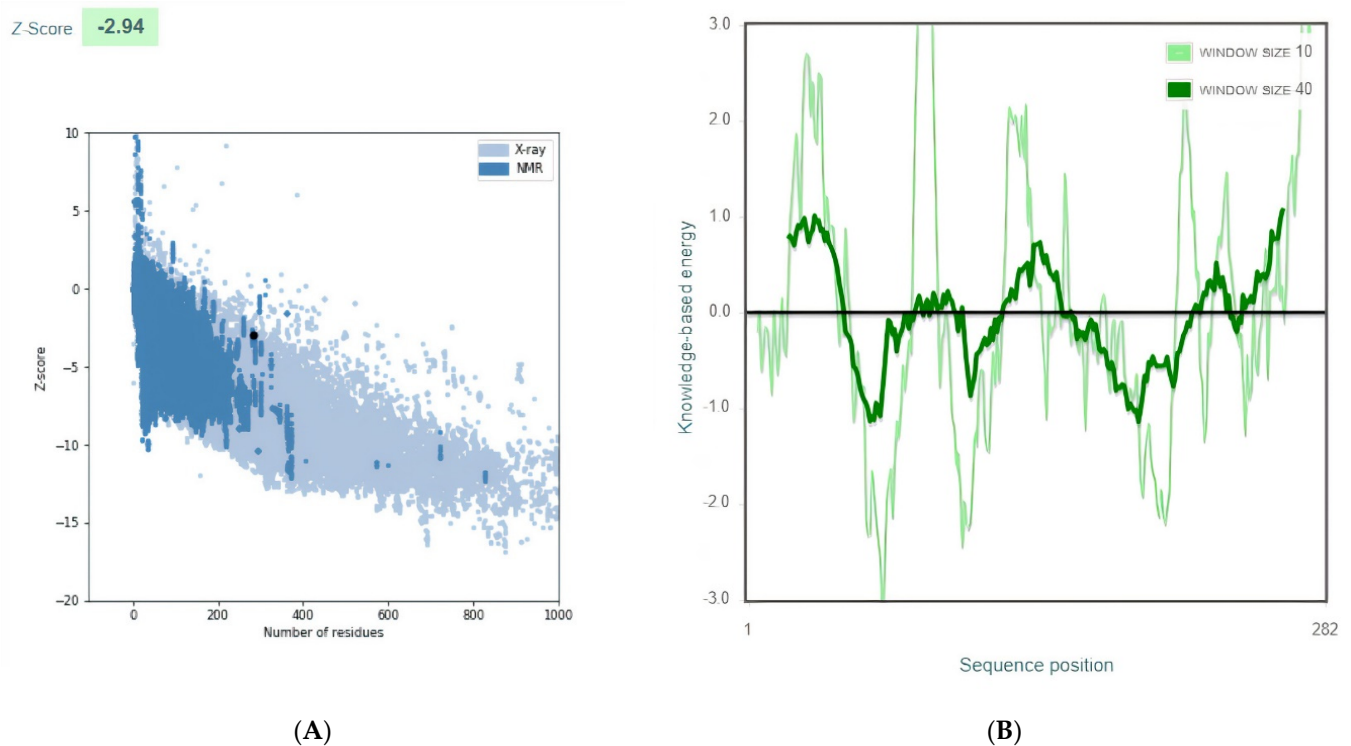 Z-Score -2.94
10
5
0
−5
−10
−15
−20
Z-score
X-ray
NMR
0 200 400 600 800 1000
Number of residues
(A)
3.0
2.0
1.0
0.0
-1.0
-2.0
-3.0
Knowledge-based energy
WINDOW SIZE 10
WINDOW SIZE 40
1 282
Sequence position
(B)